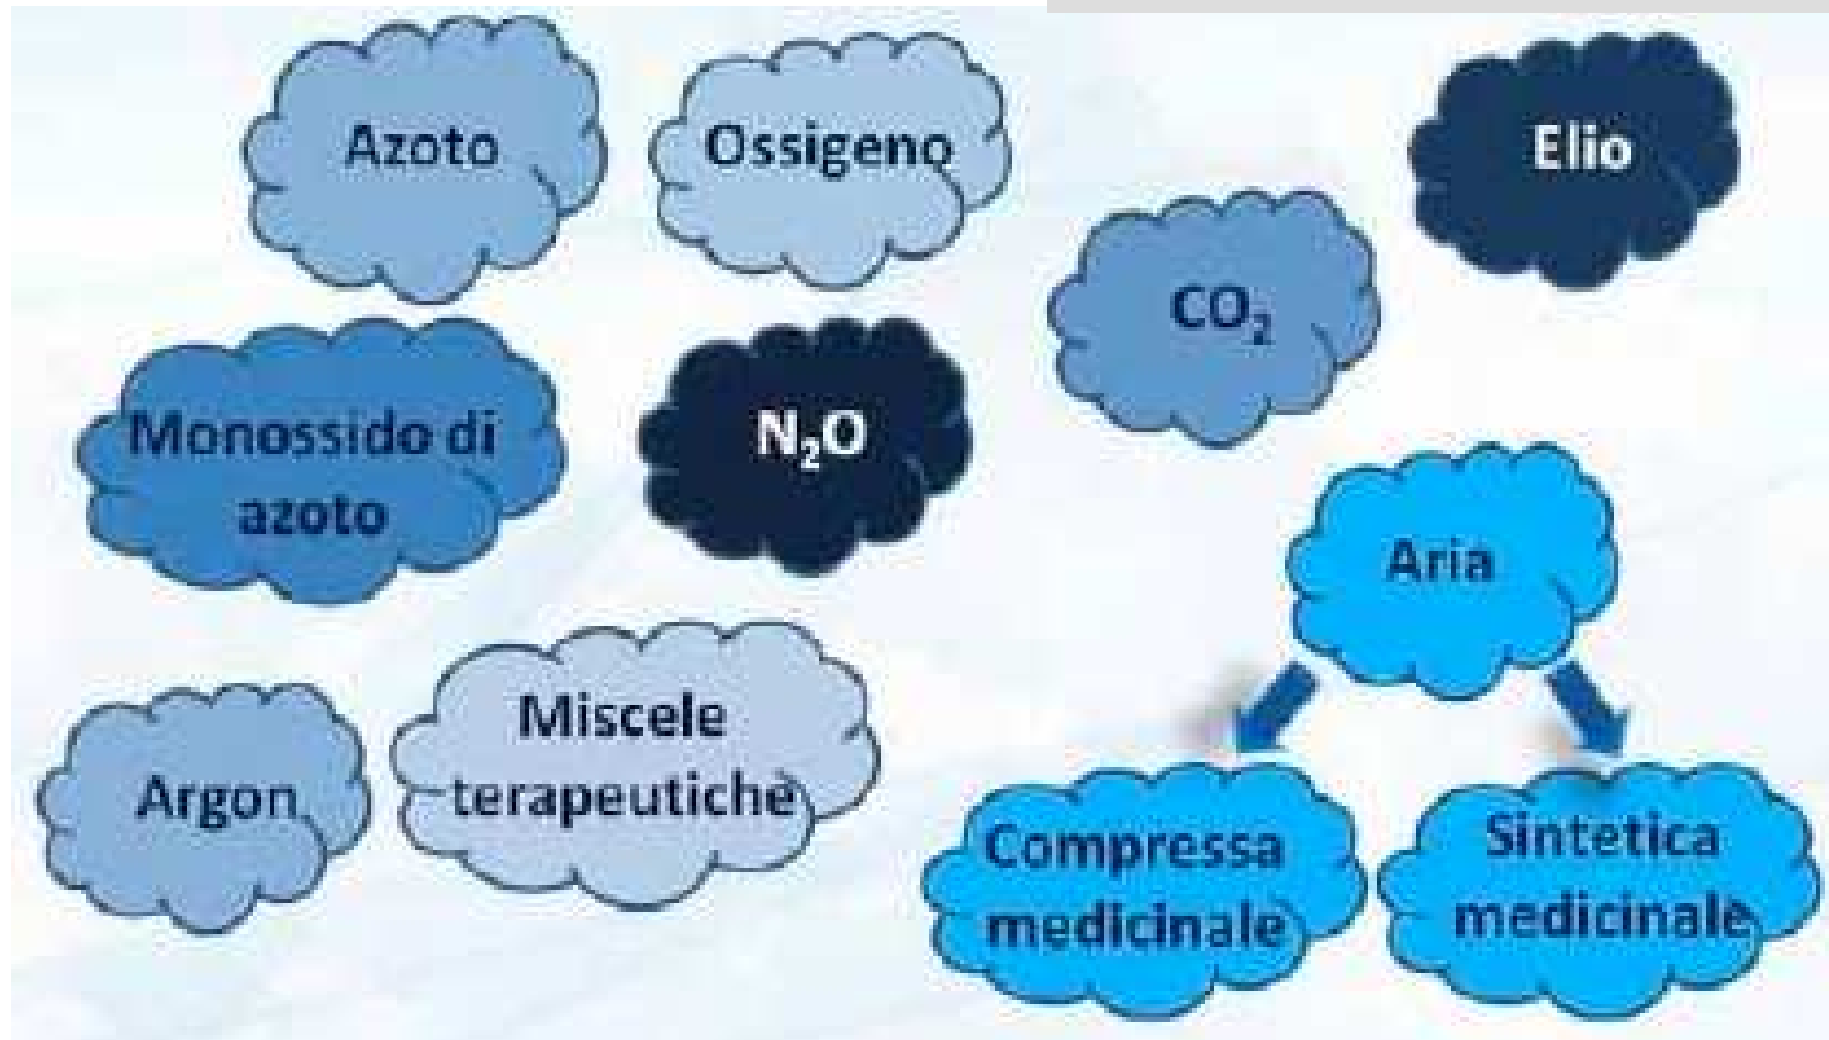 Azoto
Ossigeno
Elio
CO₂
Monossido di
azoto
N₂O
Aria
Miscele
terapeutiche
Argon
Compressa
medicinale
Sintetica
medicinale